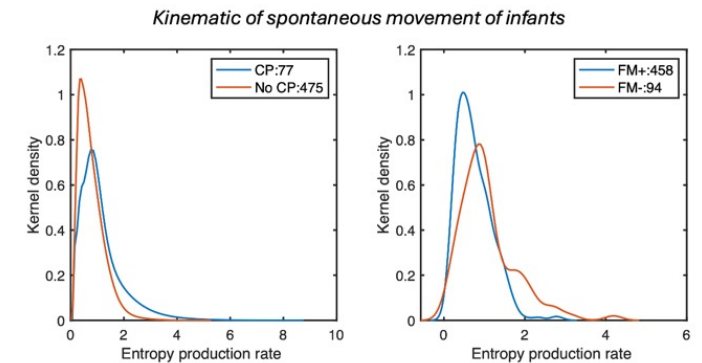 Kinematic of spontaneous movement of infants
1.2
1
0.8
0.6
0.4
0.2
0
Kernel density
0
2
4
6
8
10
Entropy production rate
CP:77
No CP:475
1.2
1
0.8
0.6
0.4
0.2
0
Kernel density
0
2
4
6
Entropy production rate
FM+:458
FM-:94